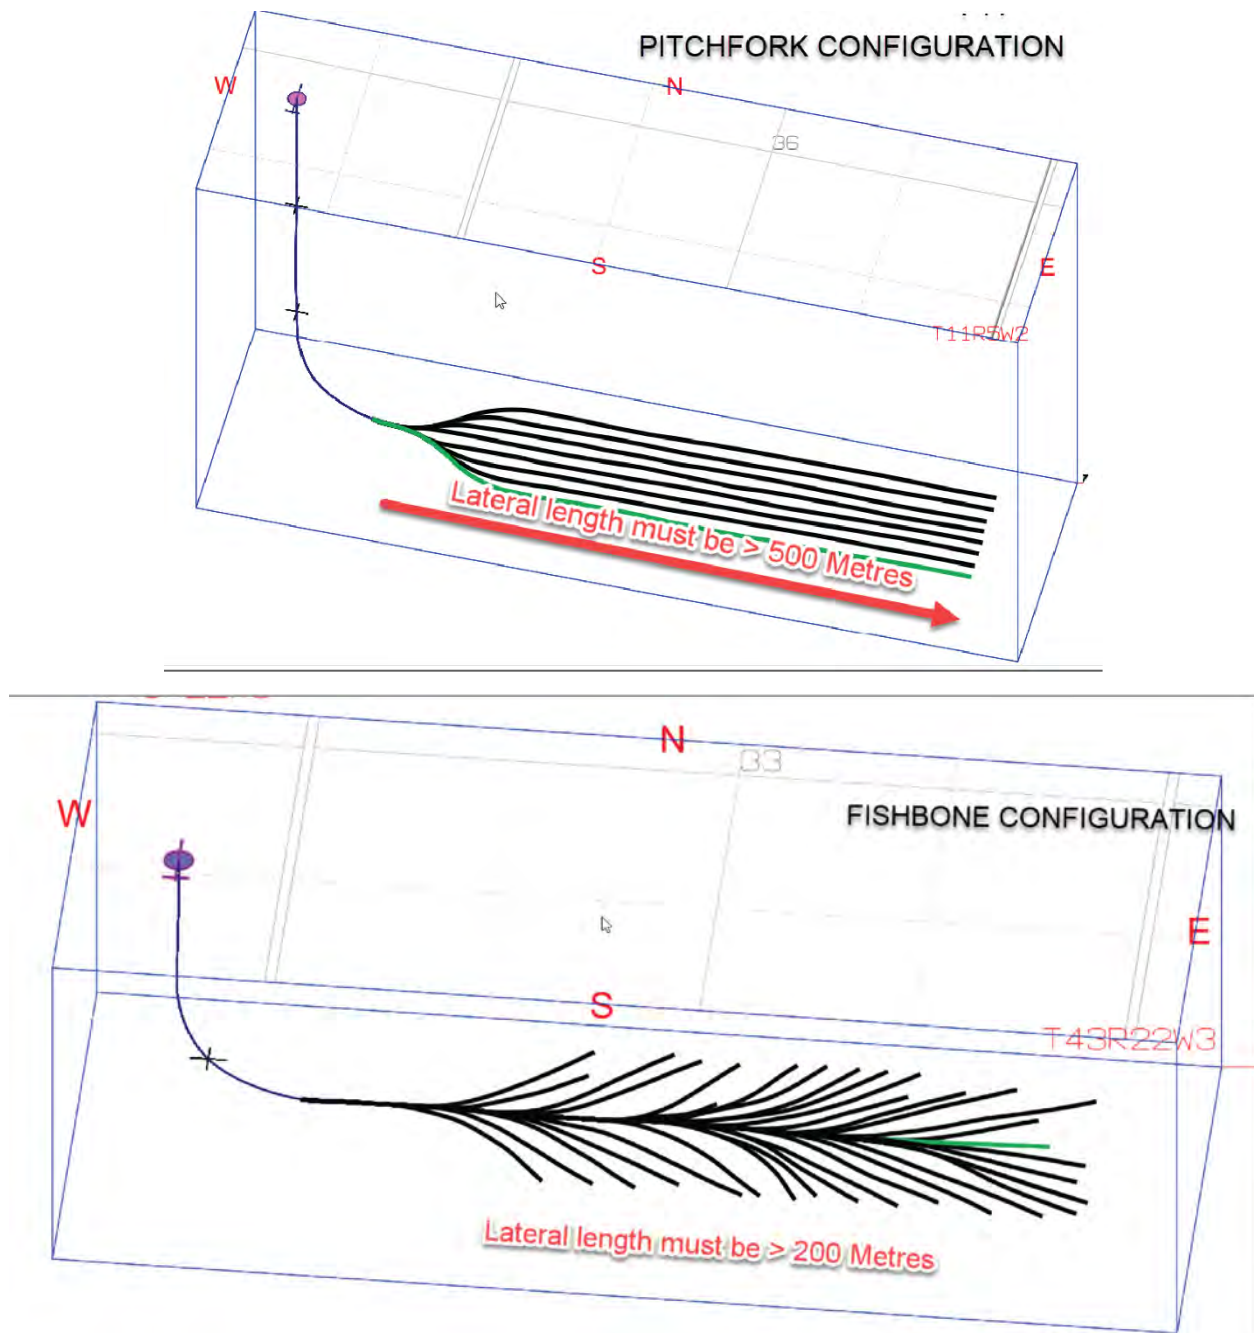 PITCHFORK CONFIGURATION
W
N
36
S
E
T11R5W2
Lateral length must be > 500 Metres
N
33
W
FISHBONE CONFIGURATION
E
S
T43R22W3
Lateral length must be > 200 Metres